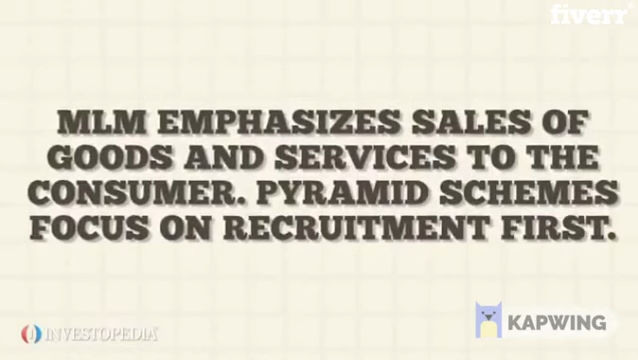 fiverr
MLM EMPHASIZES SALES OF
GOODS AND SERVICES TO THE
CONSUMER. PYRAMID SCHEMES
FOCUS ON RECRUITMENT FIRST.
INVESTOPEDIA
KAPWING